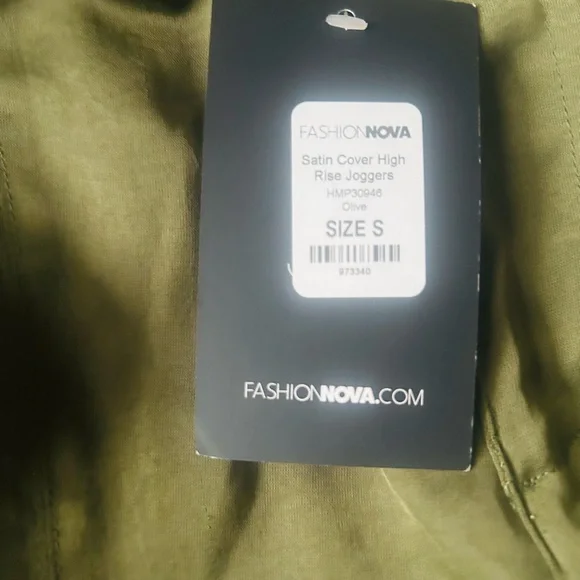 FASHIONNOVA
Satin Cover High
Rise Joggers
HMP30946
Olive
SIZE S
973340
FASHIONNOVA.COM